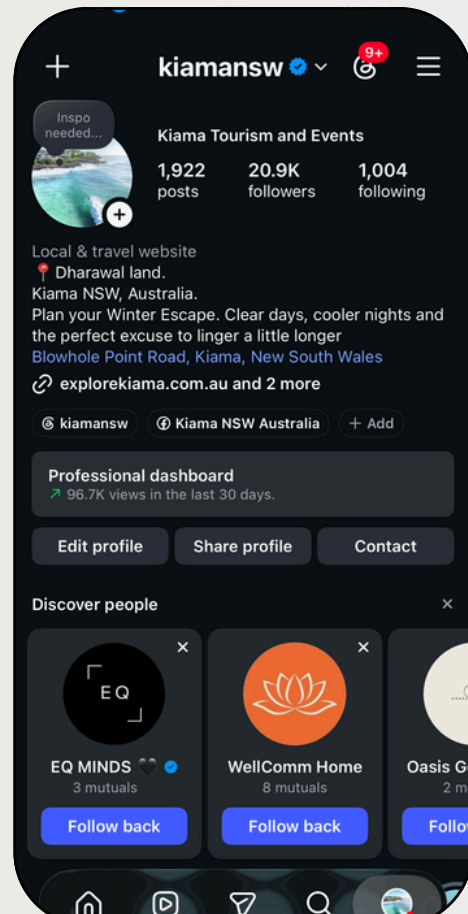 kiamansw
9+
Inspo
needed...
Kiama Tourism and Events
1,922 20.9K 1,004
posts followers following
Local & travel website
📍 Dharawal land.
Kiama NSW, Australia.
Plan your Winter Escape. Clear days, cooler nights and
the perfect excuse to linger a little longer
Blowhole Point Road, Kiama, New South Wales
explorekiama.com.au and 2 more
kiamansw Kiama NSW Australia + Add
Professional dashboard
96.7K views in the last 30 days.
Edit profile Share profile Contact
Discover people
EQ
EQ MINDS 🖤 WellComm Home Oasis G
3 mutuals 8 mutuals 2 m
Follow back Follow back Follo